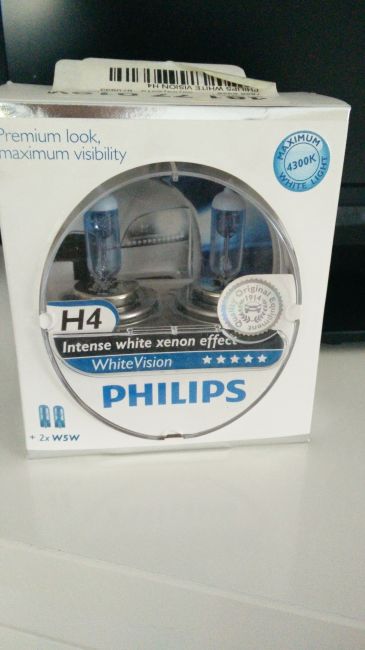 PHILIPS WHITE VISION H4
Premium look,
maximum visibility
MAXIMUM
4300K
WHITE LIGHT
Original Equipment
1914
H4
Intense white xenon effect
WhiteVision
PHILIPS
+ 2x W5W